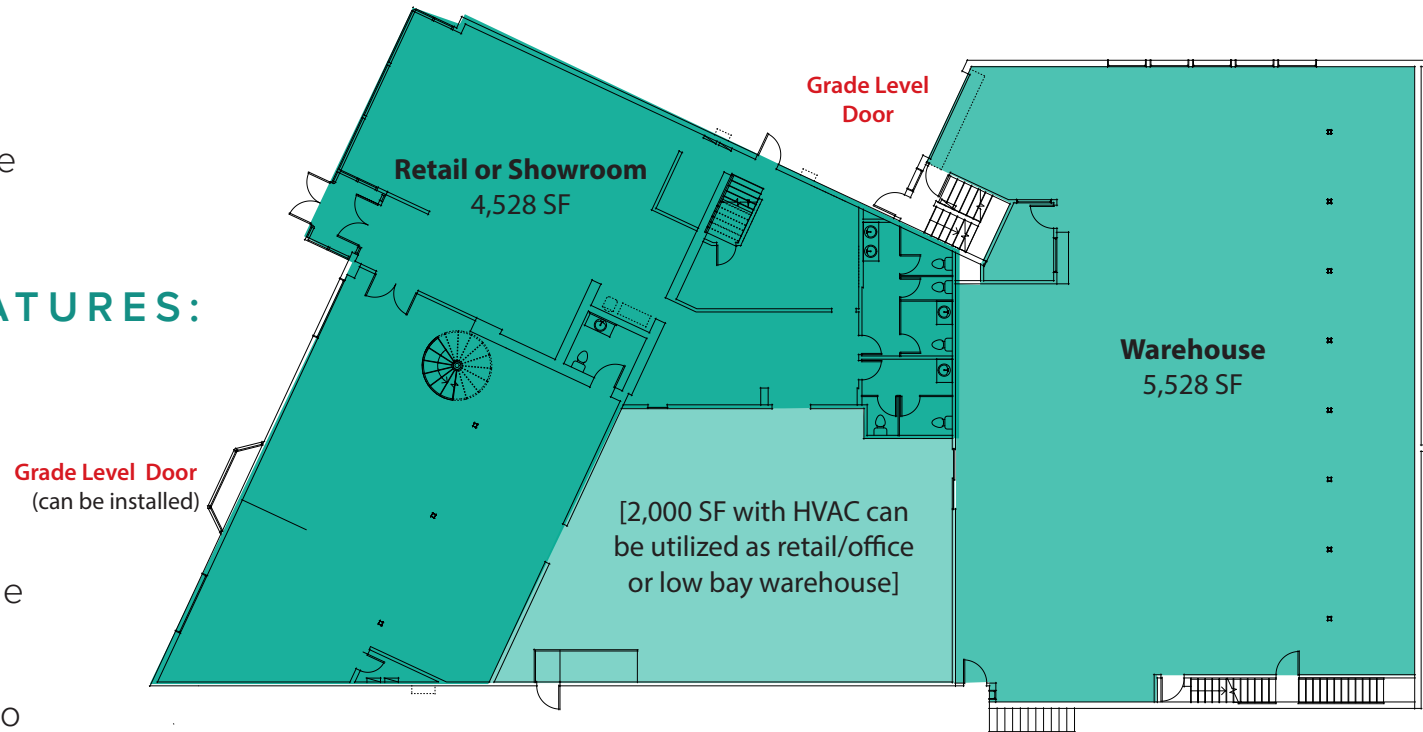 e
ATURES:
e
o
Retail or Showroom
4,528 SF
Grade Level
Door
Warehouse
5,528 SF
Grade Level Door
(can be installed)
[2,000 SF with HVAC can
be utilized as retail/office
or low bay warehouse]